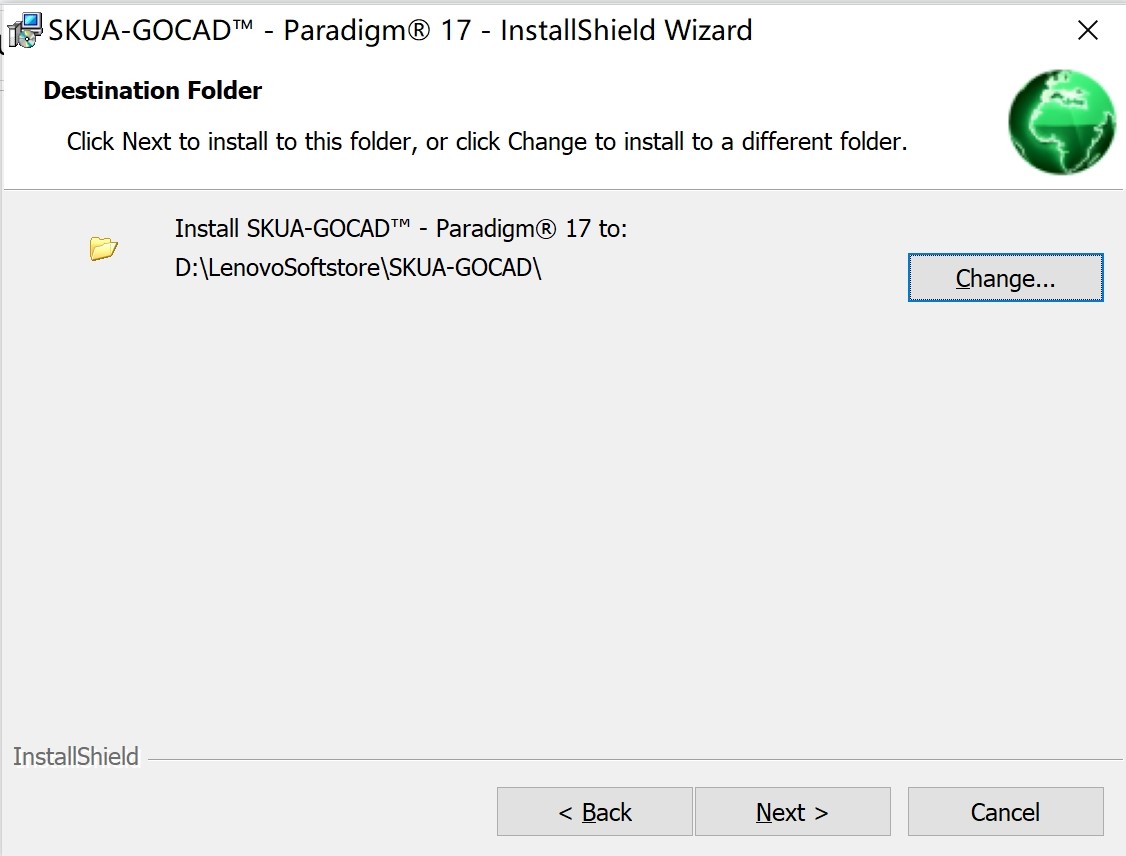 SKUA-GOCAD™ - Paradigm® 17 - InstallShield Wizard
Destination Folder
Click Next to install to this folder, or click Change to install to a different folder.
Install SKUA-GOCAD™ - Paradigm® 17 to:
D:\LenovoSoftstore\SKUA-GOCAD\
Change...
InstallShield
< Back
Next >
Cancel